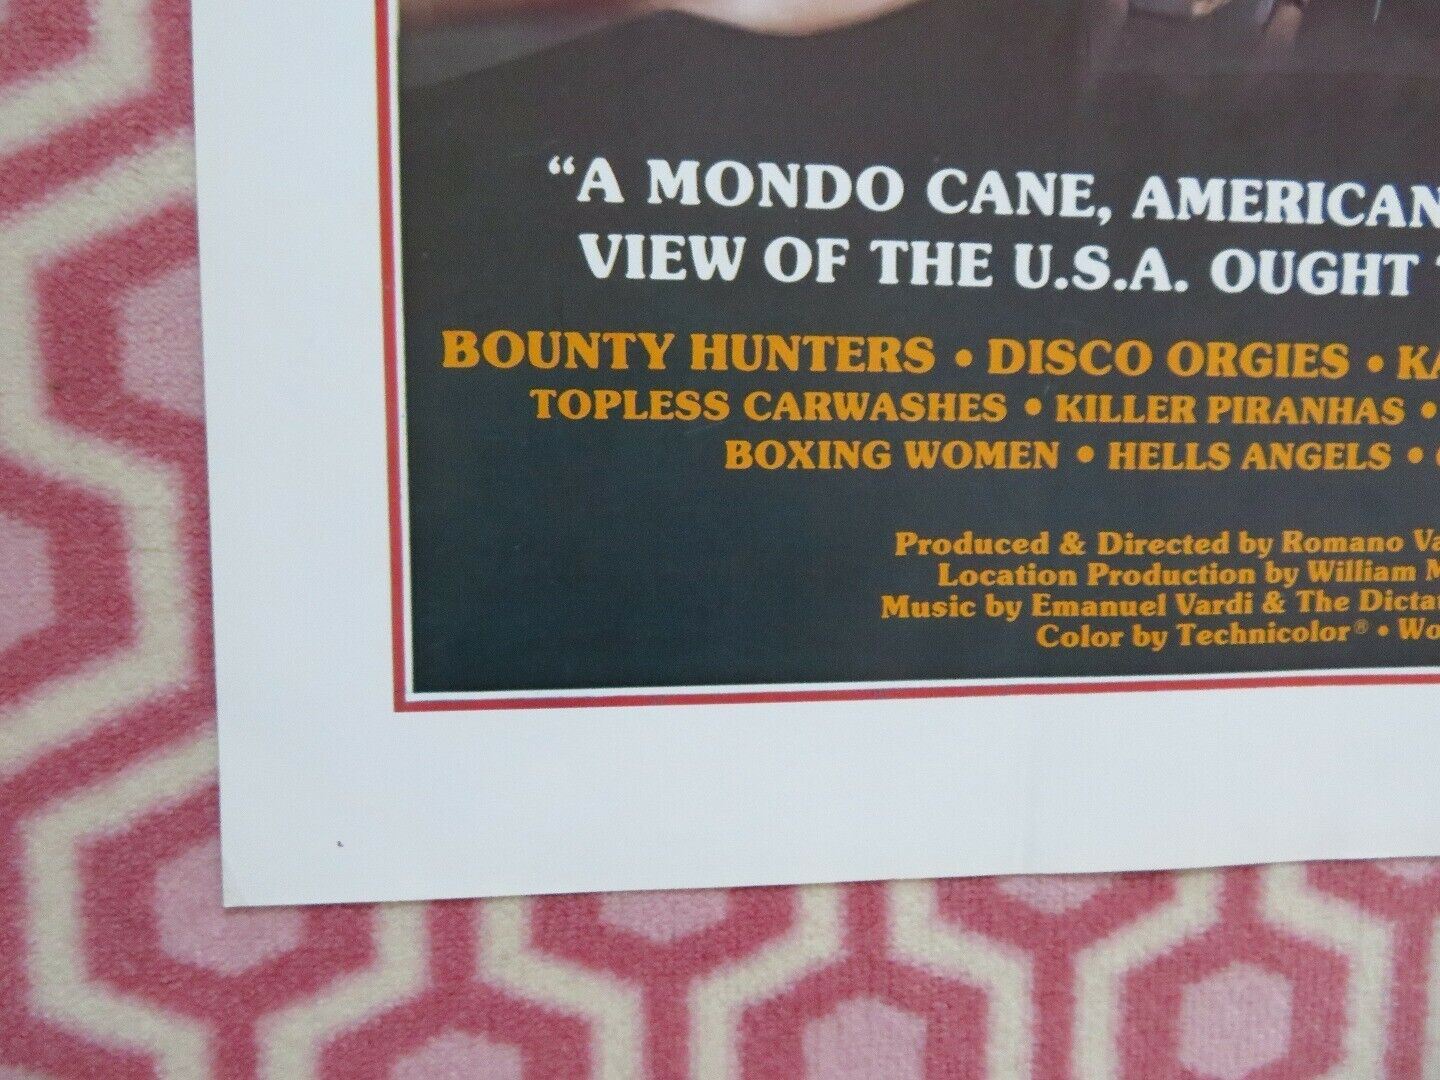 “A MONDO CANE, AMERICAN
VIEW OF THE U.S.A. OUGHT
BOUNTY HUNTERS • DISCO ORGIES •
TOPLESS CARWASHES • KILLER PIRANHAS •
BOXING WOMEN • HELLS ANGELS •
Produced & Directed by Romano
Location Production by William
Music by Emanuel Vardi & The
Color by Technicolor® •